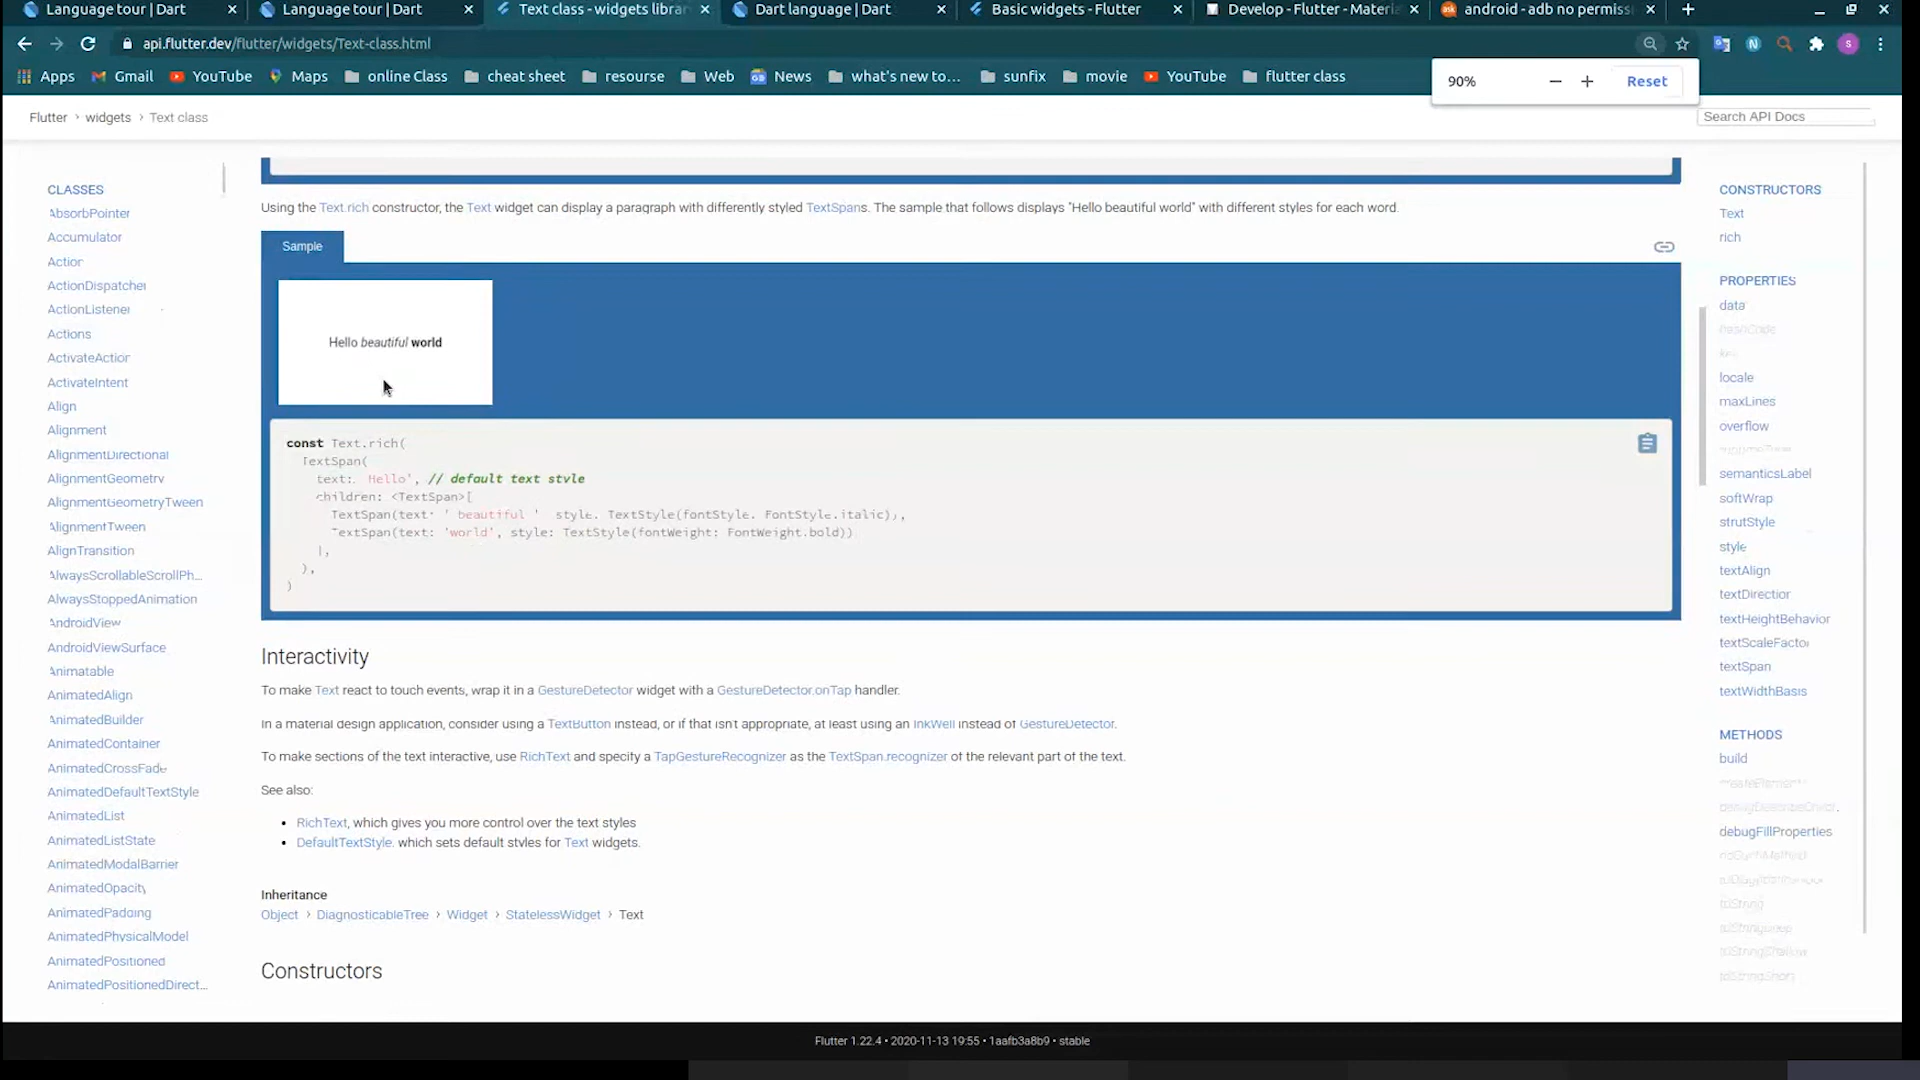 Language tour | Dart
Language tour | Dart
Text class - widgets librar
Dart language | Dart
Basic widgets - Flutter
Develop - Flutter - Materia
android - adb no permiss
api.flutter.dev/flutter/widgets/Text-class.html
Apps
Gmail
YouTube
Maps
online Class
cheat sheet
resourse
Web
News
what's new to...
sunfix
movie
YouTube
flutter class
90%
Reset
Flutter > widgets > Text class
Search API Docs
CLASSES
AbsorbPointer
Accumulator
Action
ActionDispatcher
ActionListener
Actions
ActivateAction
ActivateIntent
Align
Alignment
AlignmentDirectional
AlignmentGeometry
AlignmentGeometryTween
AlignmentTween
AlignTransition
AlwaysScrollableScrollPh...
AlwaysStoppedAnimation
AndroidView
AndroidViewSurface
Animatable
AnimatedAlign
AnimatedBuilder
AnimatedContainer
AnimatedCrossFade
AnimatedDefaultTextStyle
AnimatedList
AnimatedListState
AnimatedModalBarrier
AnimatedOpacity
AnimatedPadding
AnimatedPhysicalModel
AnimatedPositioned
AnimatedPositionedDirect...
Using the Text.rich constructor, the Text widget can display a paragraph with differently styled TextSpans. The sample that follows displays "Hello beautiful world" with different styles for each word.
Sample
Hello beautiful world
const Text.rich(
TextSpan(
text: 'Hello', // default text style
children: <TextSpan>[
TextSpan(text: ' beautiful ', style: TextStyle(fontStyle: FontStyle.italic)),
TextSpan(text: 'world', style: TextStyle(fontWeight: FontWeight.bold))
],
),
)
Interactivity
To make Text react to touch events, wrap it in a GestureDetector widget with a GestureDetector.onTap handler.
In a material design application, consider using a TextButton instead, or if that isn't appropriate, at least using an InkWell instead of GestureDetector.
To make sections of the text interactive, use RichText and specify a TapGestureRecognizer as the TextSpan.recognizer of the relevant part of the text.
See also:
• RichText, which gives you more control over the text styles
• DefaultTextStyle, which sets default styles for Text widgets.
Inheritance
Object > DiagnosticableTree > Widget > StatelessWidget > Text
Constructors
CONSTRUCTORS
Text
rich
PROPERTIES
data
hashCode
key
locale
maxLines
overflow
runtimeType
semanticsLabel
softWrap
strutStyle
style
textAlign
textDirection
textHeightBehavior
textScaleFactor
textSpan
textWidthBasis
METHODS
build
createElement
debugDescribeChild...
debugFillProperties
noSuchMethod
toString
toStringDeep
toStringShallow
toStringShort
Flutter 1.22.4 • 2020-11-13 19:55 • 1aafb3a8b9 • stable